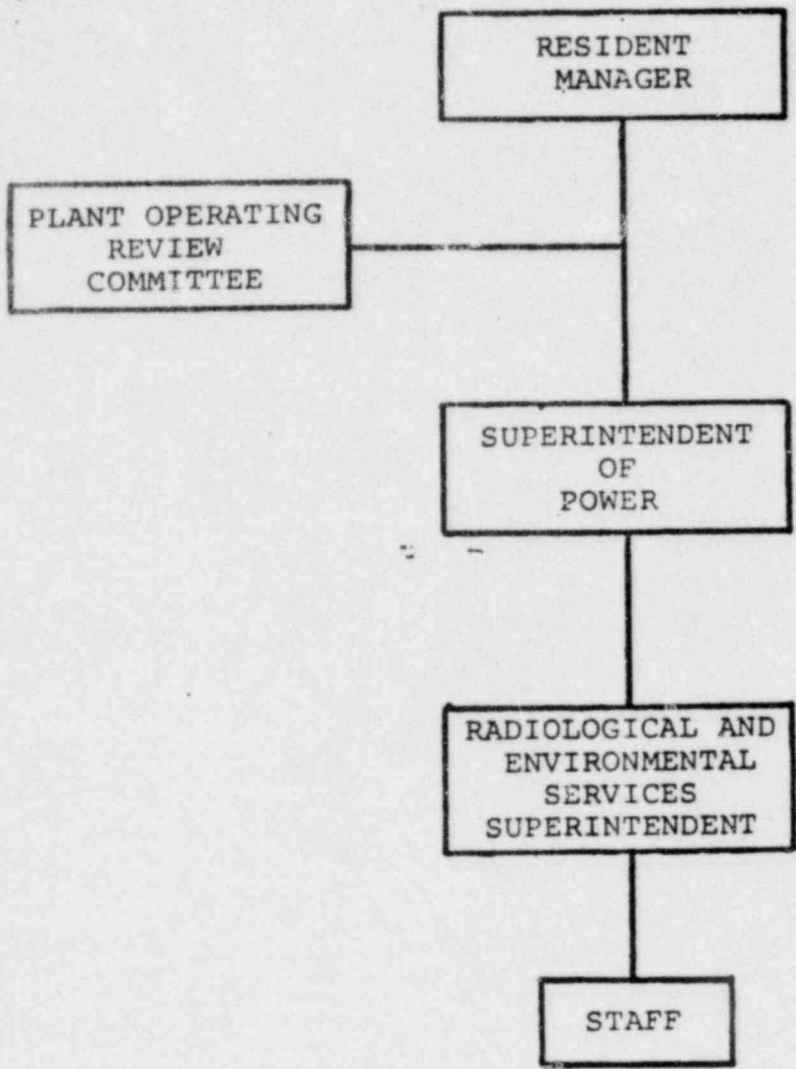 RESIDENT
MANAGER
PLANT OPERATING
REVIEW
COMMITTEE
SUPERINTENDENT
OF
POWER
RADIOLOGICAL AND
ENVIRONMENTAL
SERVICES
SUPERINTENDENT
STAFF